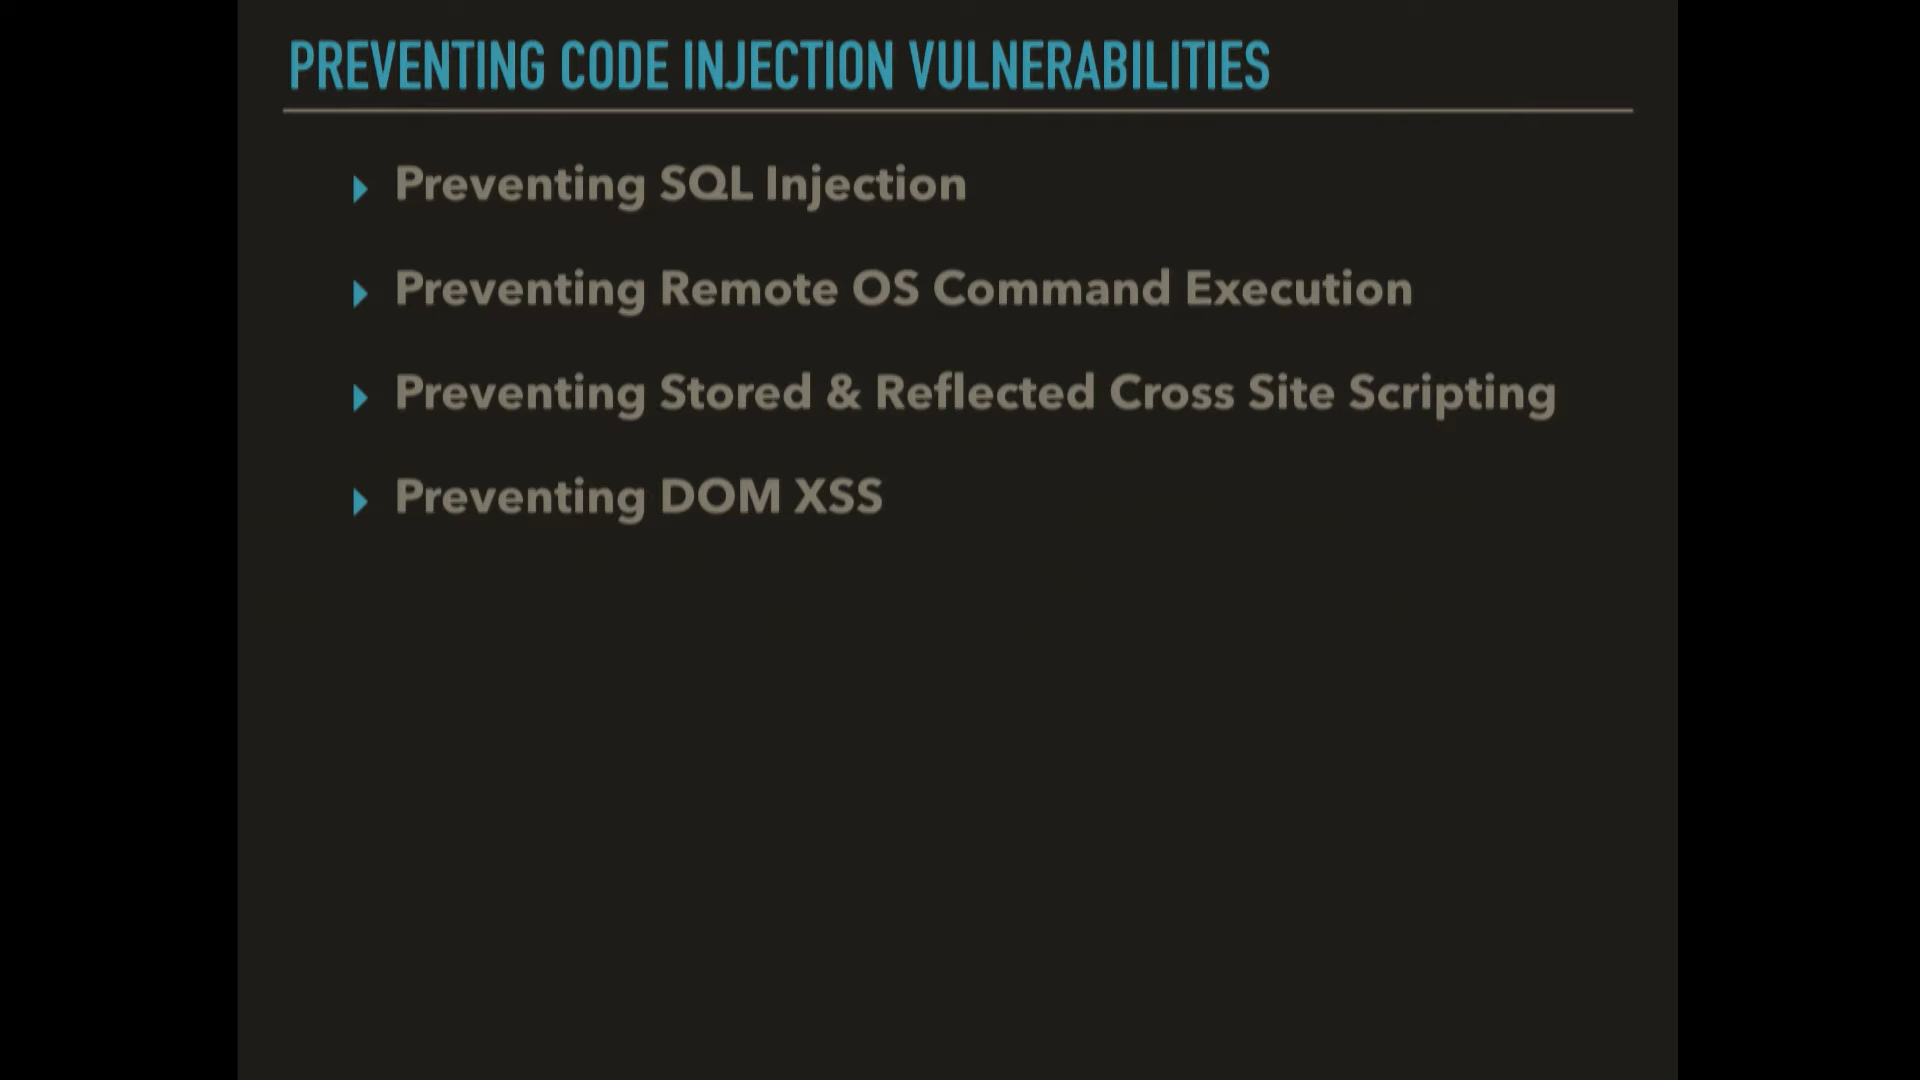 PREVENTING CODE INJECTION VULNERABILITIES
Preventing SQL Injection
Preventing Remote OS Command Execution
Preventing Stored & Reflected Cross Site Scripting
Preventing DOM XSS